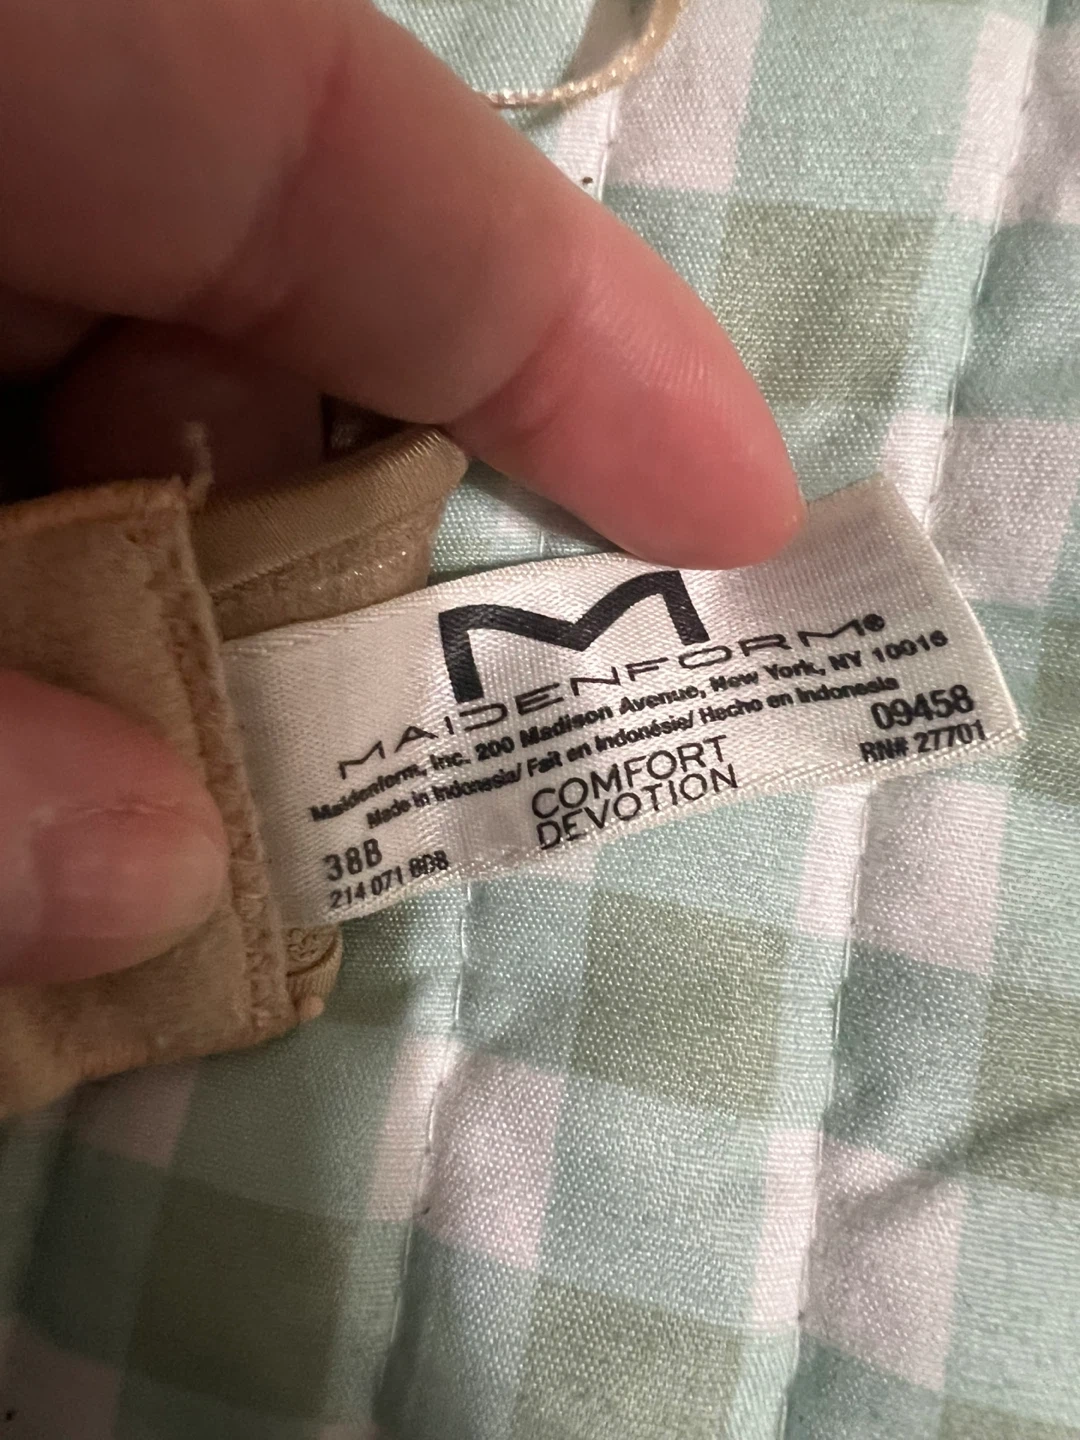 M
MAIDENFORM®
Maidenform, Inc. 200 Madison Avenue, New York, NY 10016
Made in Indonesia/ Fait en Indonésie/ Hecho en Indonesia
38B
214 071 8D8
COMFORT
DEVOTION
09458
RN# 27701